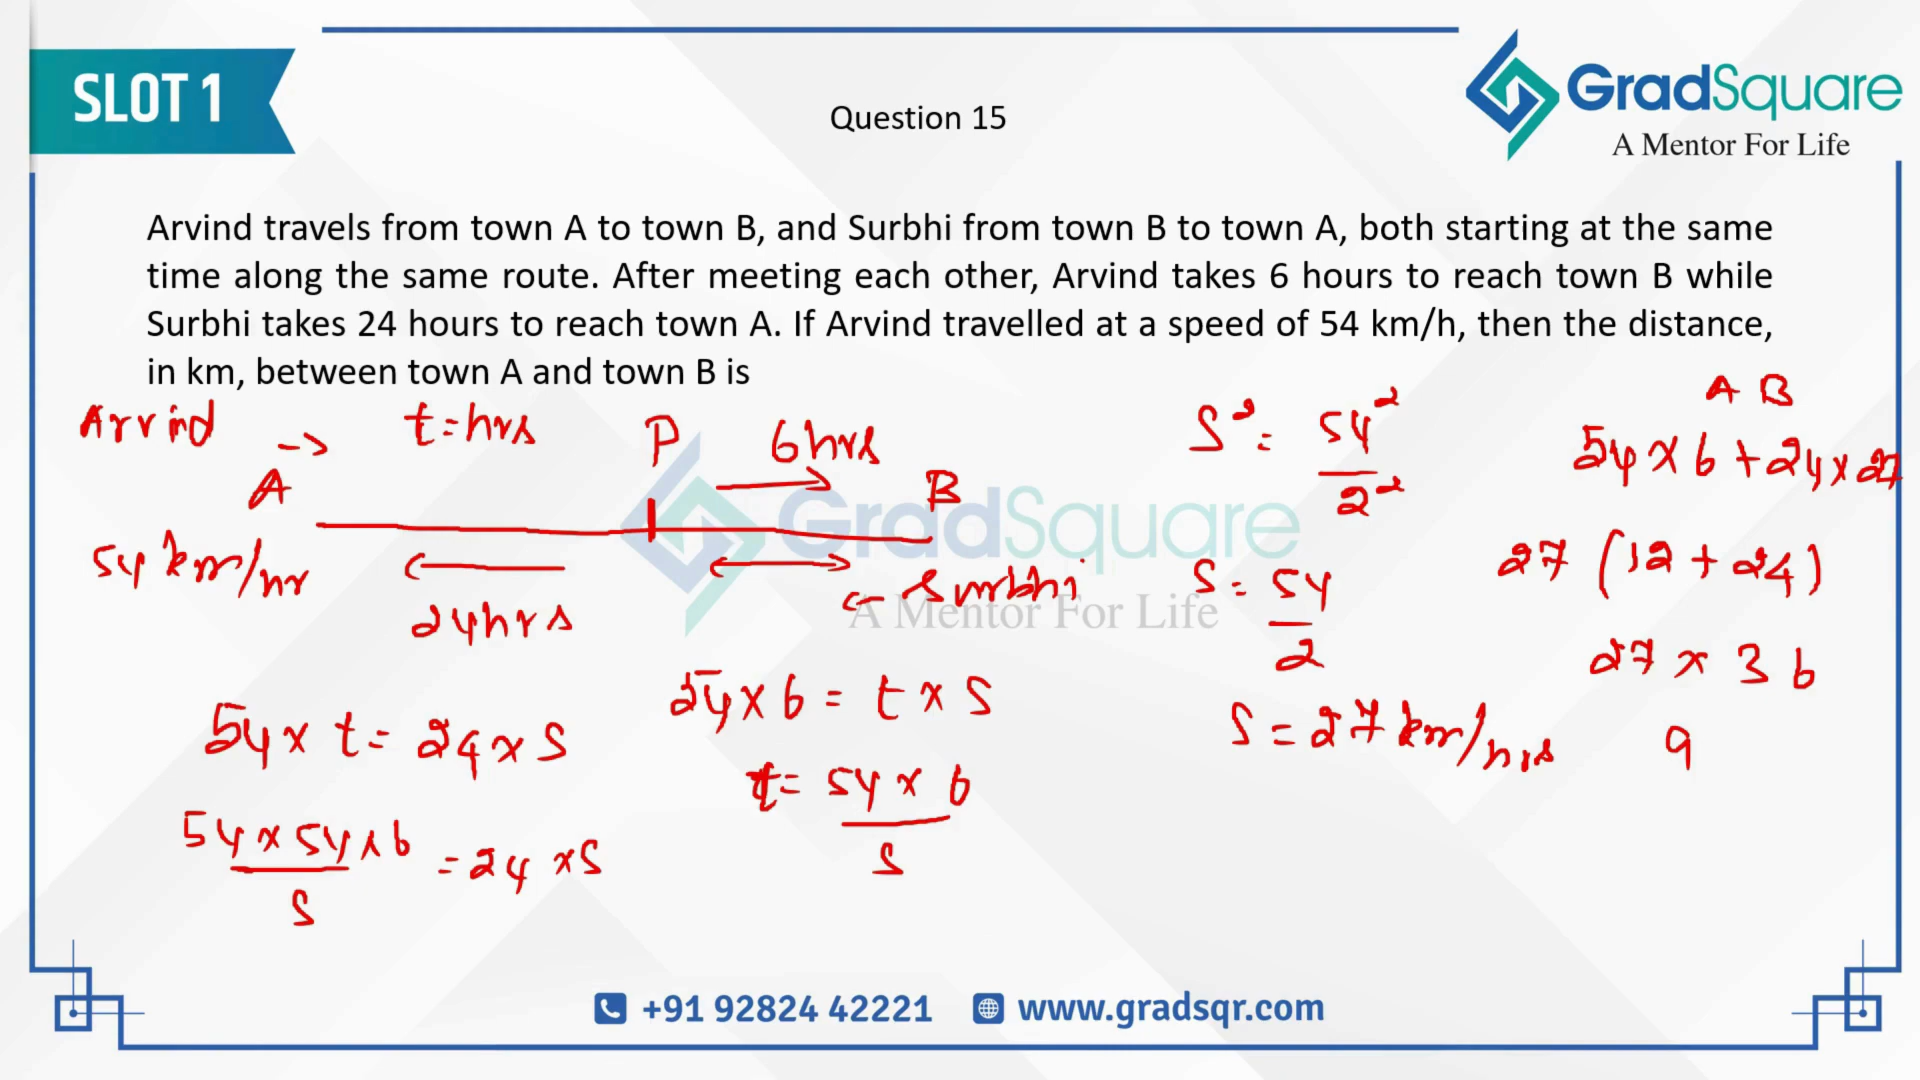 SLOT 1
Question 15
GradSquare
A Mentor For Life
Arvind travels from town A to town B, and Surbhi from town B to town A, both starting at the same
time along the same route. After meeting each other, Arvind takes 6 hours to reach town B while
Surbhi takes 24 hours to reach town A. If Arvind travelled at a speed of 54 km/h, then the distance,
in km, between town A and town B is
Arvind
->
t=hrs
P
6hrs
A
B
54 km/hr
24hrs
<- Surbhi
GradSquare
A Mentor For Life
54 x t = 24 x S
54 x 54 x 6 / S = 24 x S
54 x 6 = t x S
t = 54 x 6 / S
S² = 54² / 2²
S = 54 / 2
S = 27 km/hrs
A B
54 x 6 + 24 x 27
27 (12 + 24)
27 x 36
9
+91 92824 42221
www.gradsqr.com